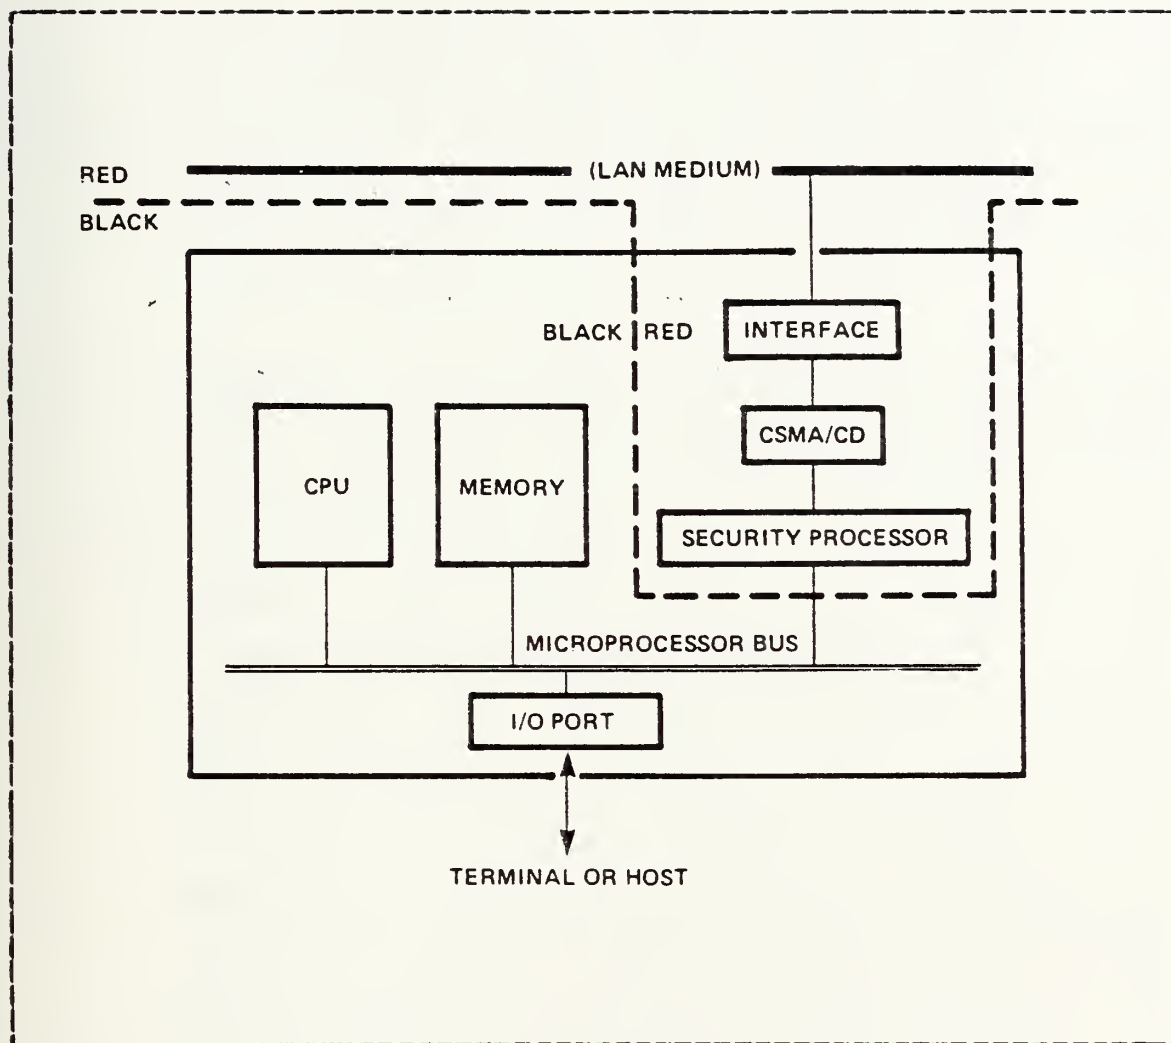 RED
(LAN MEDIUM)
BLACK
BLACK RED
INTERFACE
CSMA/CD
CPU
MEMORY
SECURITY PROCESSOR
MICROPROCESSOR BUS
I/O PORT
TERMINAL OR HOST